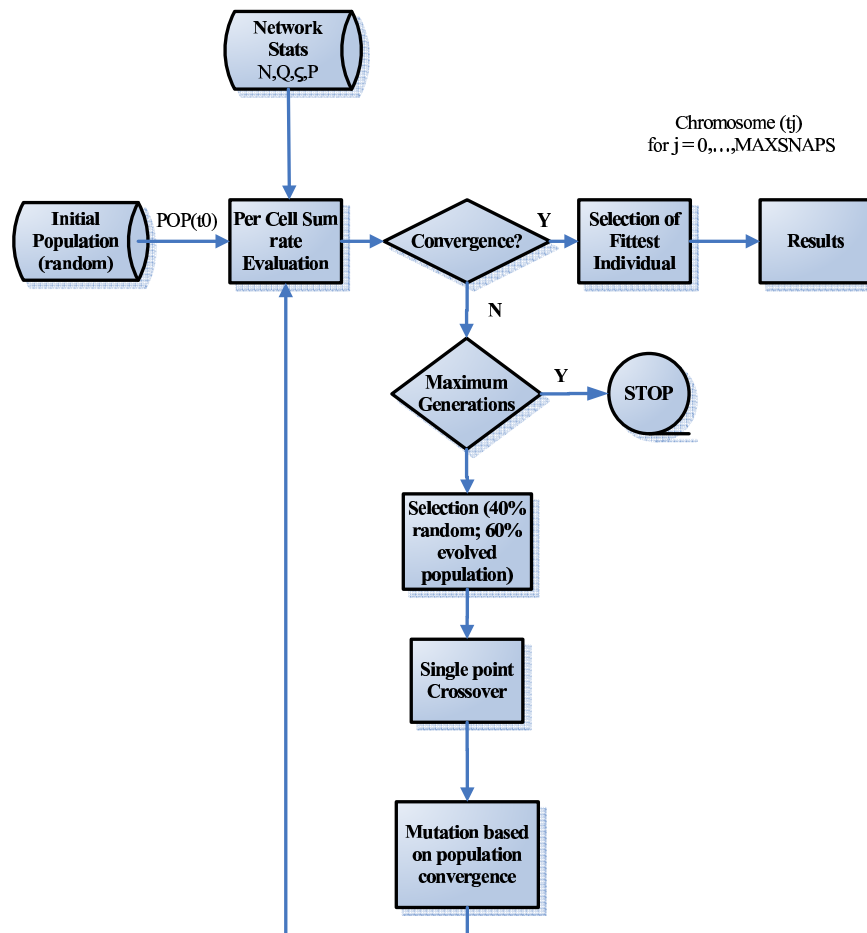 Network
Stats
N,Q,ς,P
Chromosome (tj)
for j = 0,...,MAXSNAPS
Initial
Population
(random)
POP(t0)
Per Cell Sum
rate
Evaluation
Convergence?
Y
Selection of
Fittest
Individual
Results
N
Maximum
Generations
Y
STOP
Selection (40%
random; 60%
evolved
population)
Single point
Crossover
Mutation based
on population
convergence